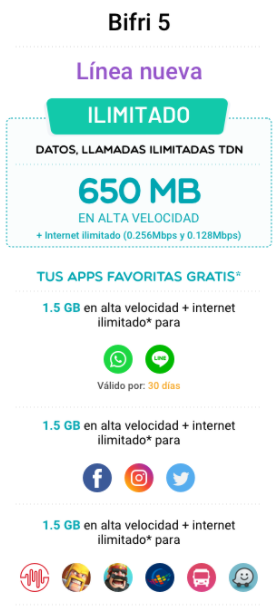 Bifri 5
Línea nueva
ILIMITADO
DATOS, LLAMADAS ILIMITADAS TDN
650 MB
EN ALTA VELOCIDAD
+ Internet ilimitado (0.256Mbps y 0.128Mbps)
TUS APPS FAVORITAS GRATIS*
1.5 GB en alta velocidad + internet
ilimitado* para
LINE
Válido por: 30 días
1.5 GB en alta velocidad + internet
ilimitado* para
1.5 GB en alta velocidad + internet
ilimitado* para